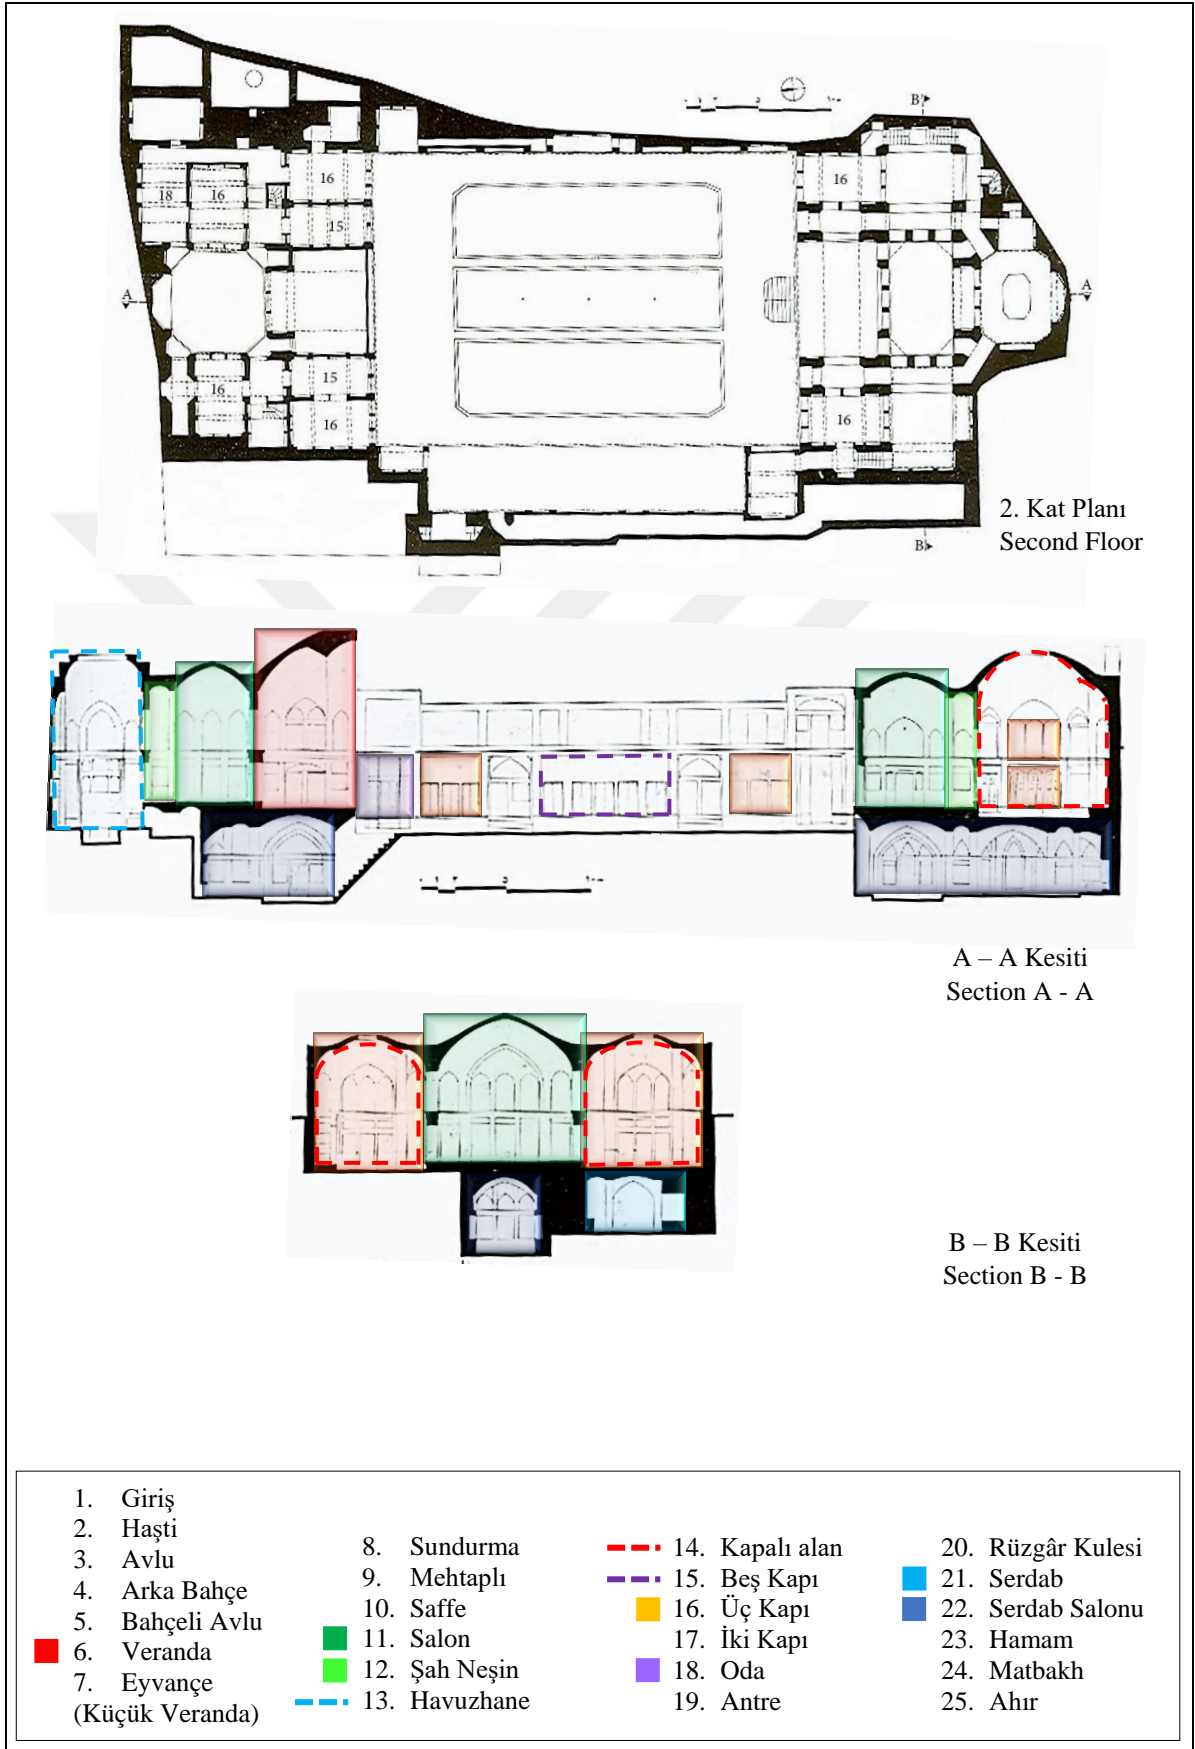 B
16
16
18
16
15
A
A
15
16
16
16
B
2. Kat Planı
Second Floor
A – A Kesiti
Section A - A
B – B Kesiti
Section B - B
1. Giriş
2. Haşti
3. Avlu
4. Arka Bahçe
5. Bahçeli Avlu
6. Veranda
7. Eyvançe
(Küçük Veranda)
8. Sundurma
9. Mehtaplı
10. Saffe
11. Salon
12. Şah Neşin
13. Havuzhane
14. Kapalı alan
15. Beş Kapı
16. Üç Kapı
17. İki Kapı
18. Oda
19. Antre
20. Rüzgâr Kulesi
21. Serdab
22. Serdab Salonu
23. Hamam
24. Matbakh
25. Ahır